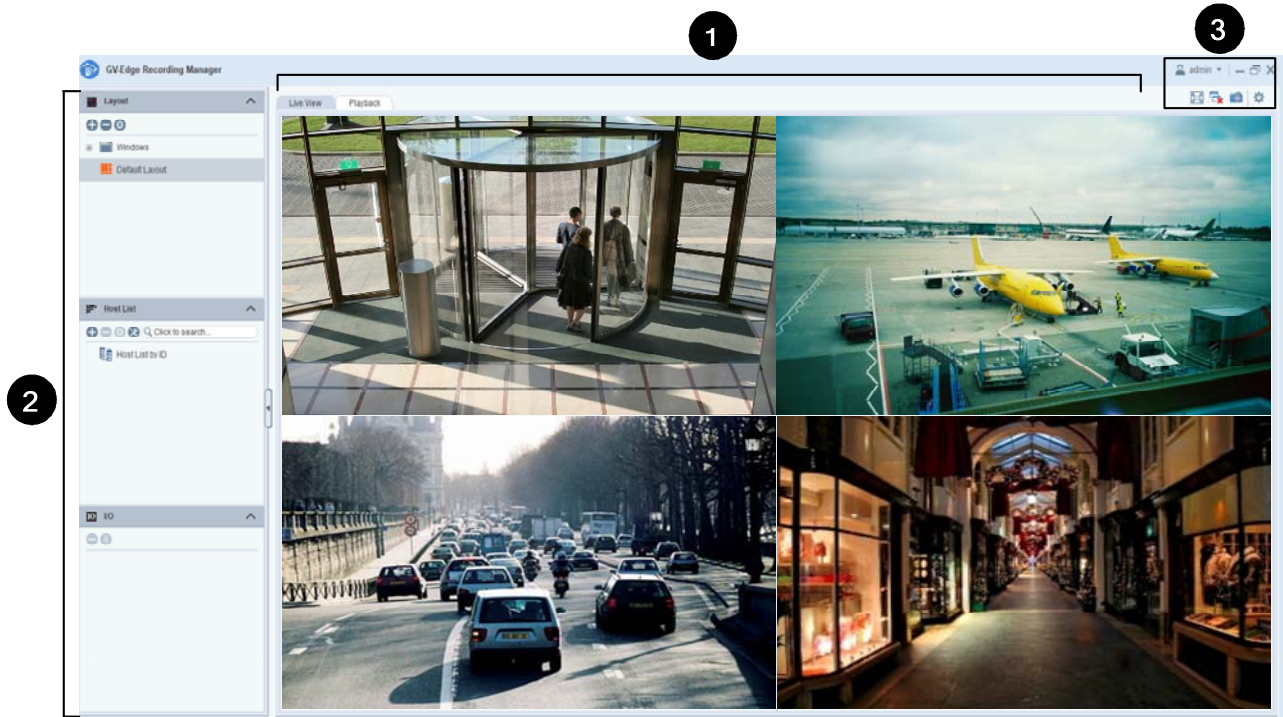 1
3
GV-Edge Recording Manager
admin
Layout
Live View
Playback
Windows
Default Layout
Host List
Click to search...
Host List by ID
2
I/O